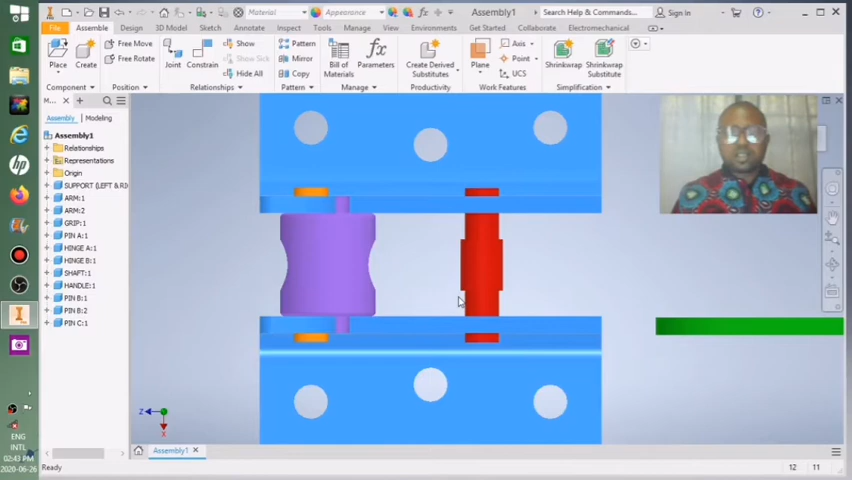 Material
Appearance
Assembly1
Search Help & Commands...
Sign In
File
Assemble
Design
3D Model
Sketch
Annotate
Inspect
Tools
Manage
View
Environments
Get Started
Collaborate
Electromechanical
Place
Create
Free Move
Free Rotate
Joint
Constrain
Show
Show Sick
Hide All
Pattern
Mirror
Copy
Bill of Materials
Parameters
Create Derived Substitutes
Plane
Axis
Point
UCS
Shrinkwrap
Shrinkwrap Substitute
Component
Position
Relationships
Pattern
Manage
Productivity
Work Features
Simplification
M...
Assembly
Modeling
Assembly1
Relationships
Representations
Origin
SUPPORT (LEFT & RI
ARM:1
ARM:2
GRIP:1
PIN A:1
HINGE A:1
HINGE B:1
SHAFT:1
HANDLE:1
PIN B:1
PIN B:2
PIN C:1
Z
X
Assembly1
Ready
12
11
ENG
INTL
02:43 PM
2020-06-26